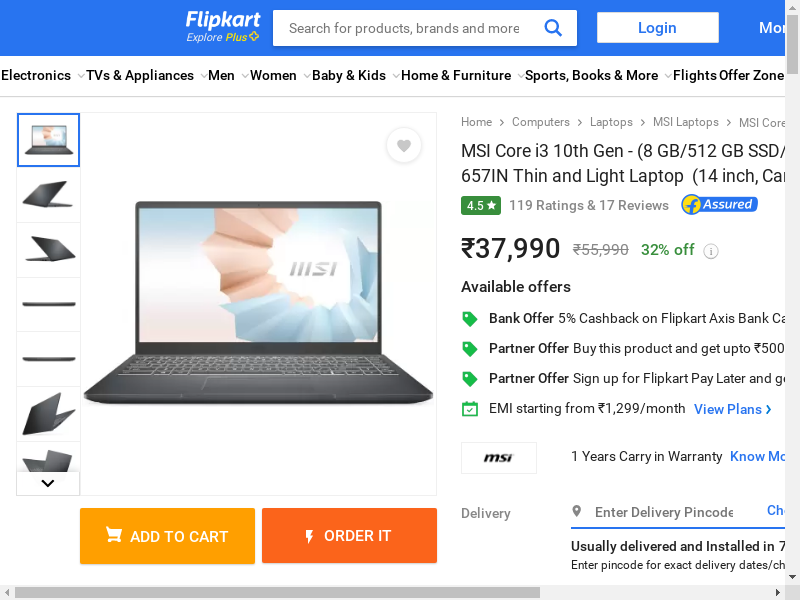 Flipkart
Explore Plus
Search for products, brands and more
Login
Mor
Electronics TVs & Appliances Men Women Baby & Kids Home & Furniture Sports, Books & More Flights Offer Zone
Home > Computers > Laptops > MSI Laptops > MSI Core
MSI Core i3 10th Gen - (8 GB/512 GB SSD/
657IN Thin and Light Laptop (14 inch, Car
4.5 ★ 119 Ratings & 17 Reviews Assured
₹37,990 ₹55,990 32% off
Available offers
Bank Offer 5% Cashback on Flipkart Axis Bank Ca
Partner Offer Buy this product and get upto ₹500
Partner Offer Sign up for Flipkart Pay Later and ge
EMI starting from ₹1,299/month View Plans
msi
msi 1 Years Carry in Warranty Know Mo
Delivery Enter Delivery Pincode Che
Usually delivered and Installed in 7
Enter pincode for exact delivery dates/ch
ADD TO CART
ORDER IT